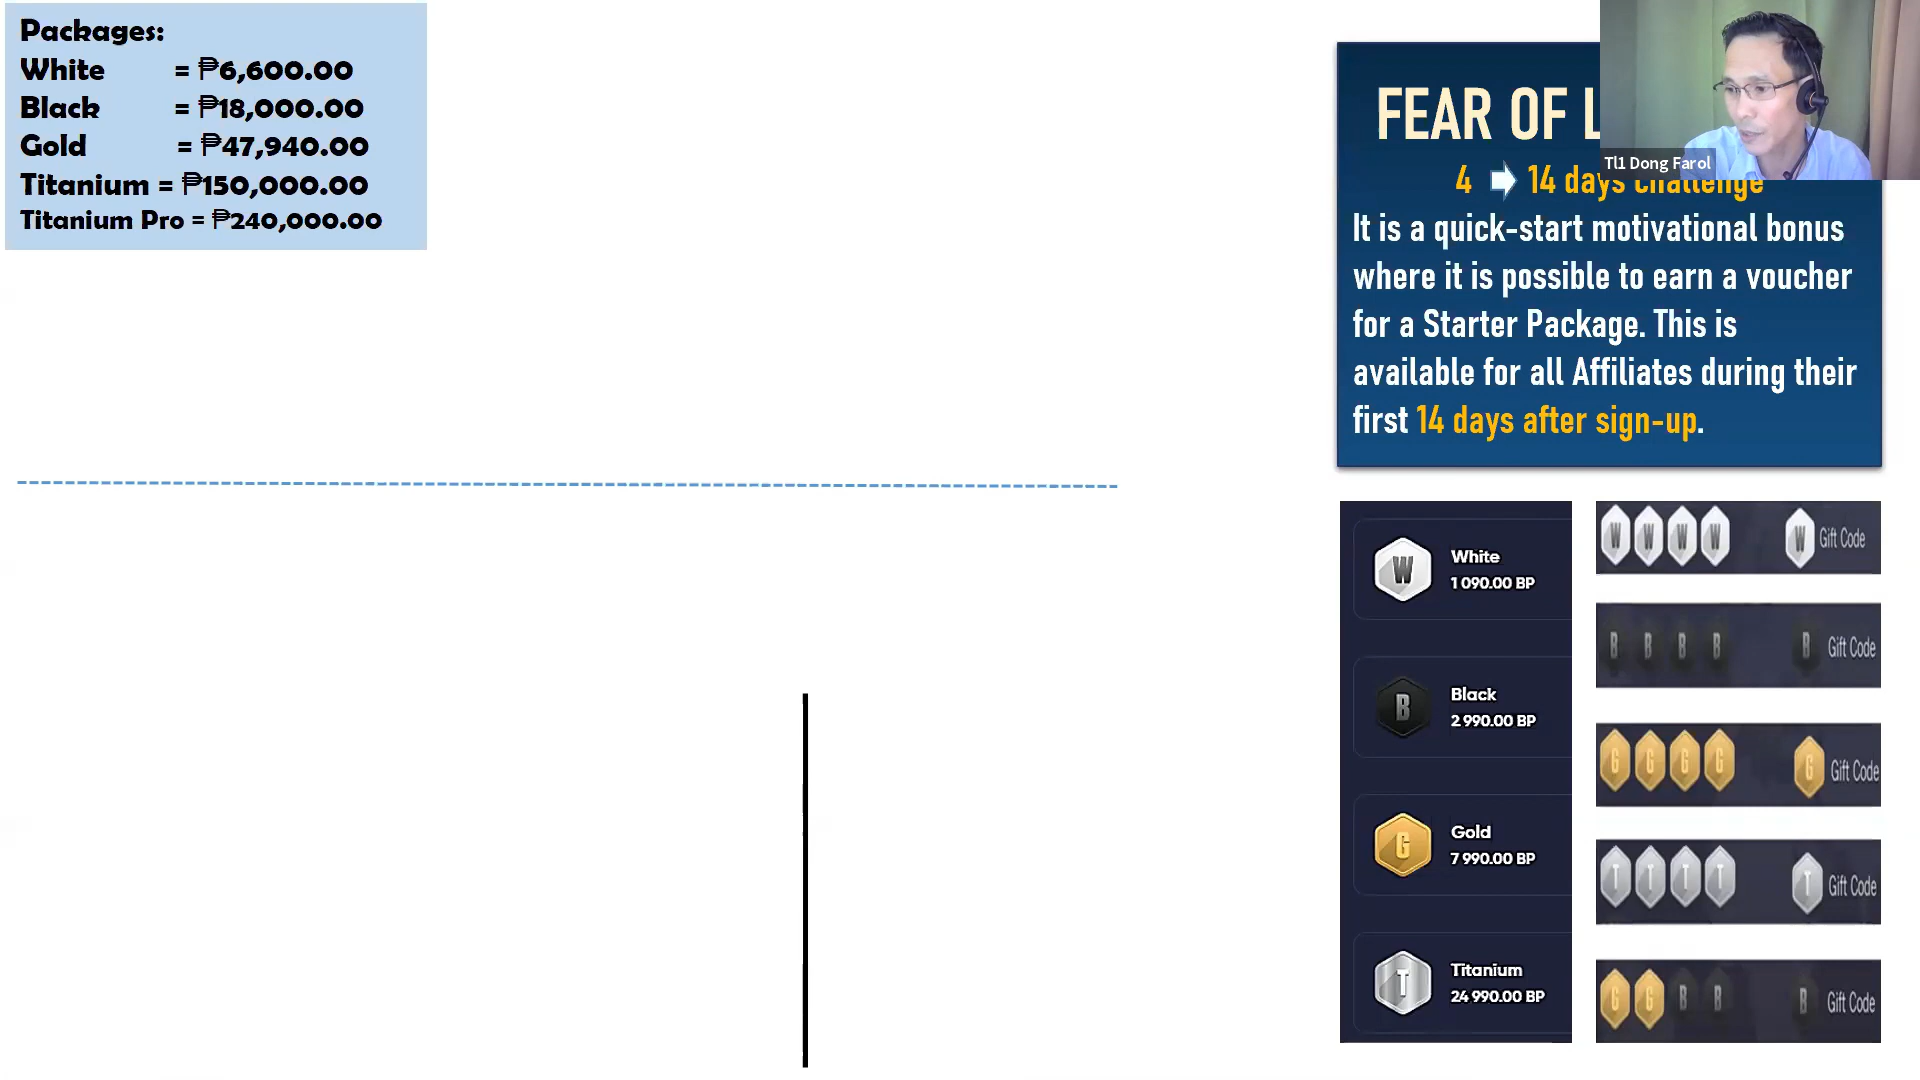 Packages:
White = ₱6,600.00
Black = ₱18,000.00
Gold = ₱47,940.00
Titanium = ₱150,000.00
Titanium Pro = ₱240,000.00
FEAR OF L
4 14 days challenge
It is a quick-start motivational bonus
where it is possible to earn a voucher
for a Starter Package. This is
available for all Affiliates during their
first 14 days after sign-up.
Tl1 Dong Farol
W White
1 090.00 BP
B Black
2 990.00 BP
G Gold
7 990.00 BP
T Titanium
24 990.00 BP
W W W W W Gift Code
B B B B B Gift Code
G G G G G Gift Code
T T T T T Gift Code
G G B B B Gift Code